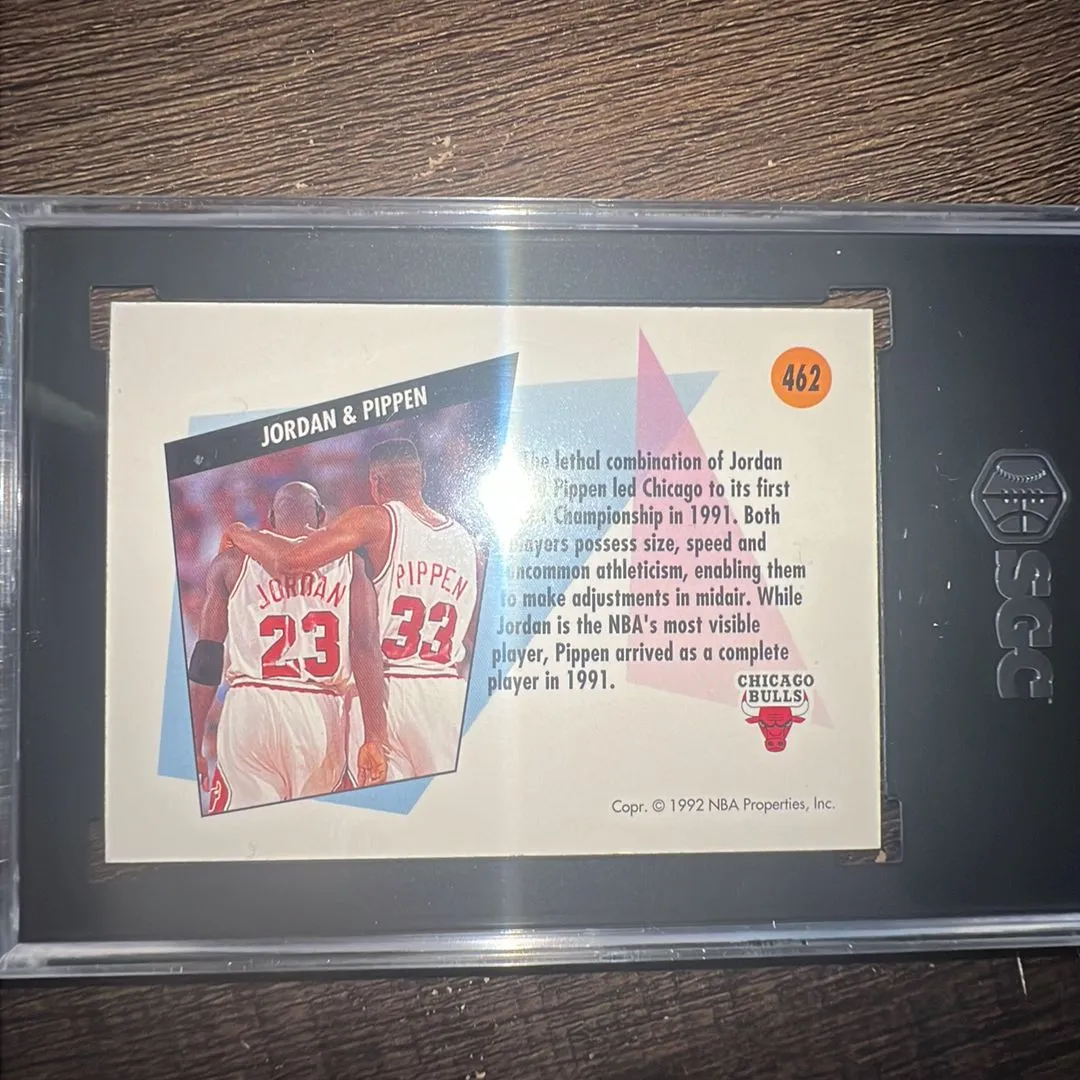 462
JORDAN & PIPPEN
JORDAN
23
PIPPEN
33
The lethal combination of Jordan
Pippen led Chicago to its first
Championship in 1991. Both
players possess size, speed and
uncommon athleticism, enabling them
to make adjustments in midair. While
Jordan is the NBA's most visible
player, Pippen arrived as a complete
player in 1991.
CHICAGO
BULLS
Copr. © 1992 NBA Properties, Inc.
SGC